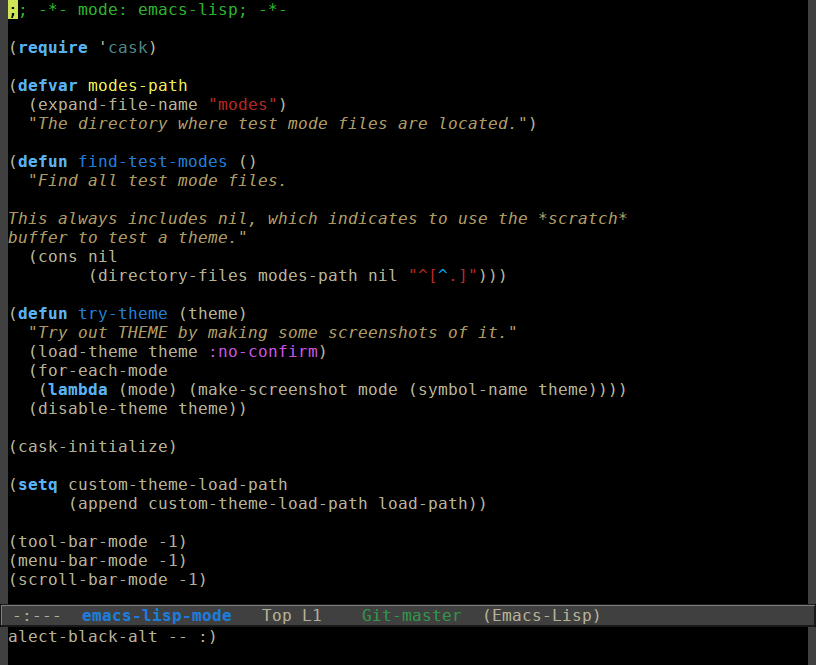 ;; -*- mode: emacs-lisp; -*-

(require 'cask)

(defvar modes-path
  (expand-file-name "modes")
  "The directory where test mode files are located.")

(defun find-test-modes ()
  "Find all test mode files.

This always includes nil, which indicates to use the *scratch*
buffer to test a theme."
  (cons nil
        (directory-files modes-path nil "^[^.]")))

(defun try-theme (theme)
  "Try out THEME by making some screenshots of it."
  (load-theme theme :no-confirm)
  (for-each-mode
   (lambda (mode) (make-screenshot mode (symbol-name theme))))
  (disable-theme theme))

(cask-initialize)

(setq custom-theme-load-path
      (append custom-theme-load-path load-path))

(tool-bar-mode -1)
(menu-bar-mode -1)
(scroll-bar-mode -1)
-:---  emacs-lisp-mode   Top L1    Git-master  (Emacs-Lisp)
alect-black-alt -- :)